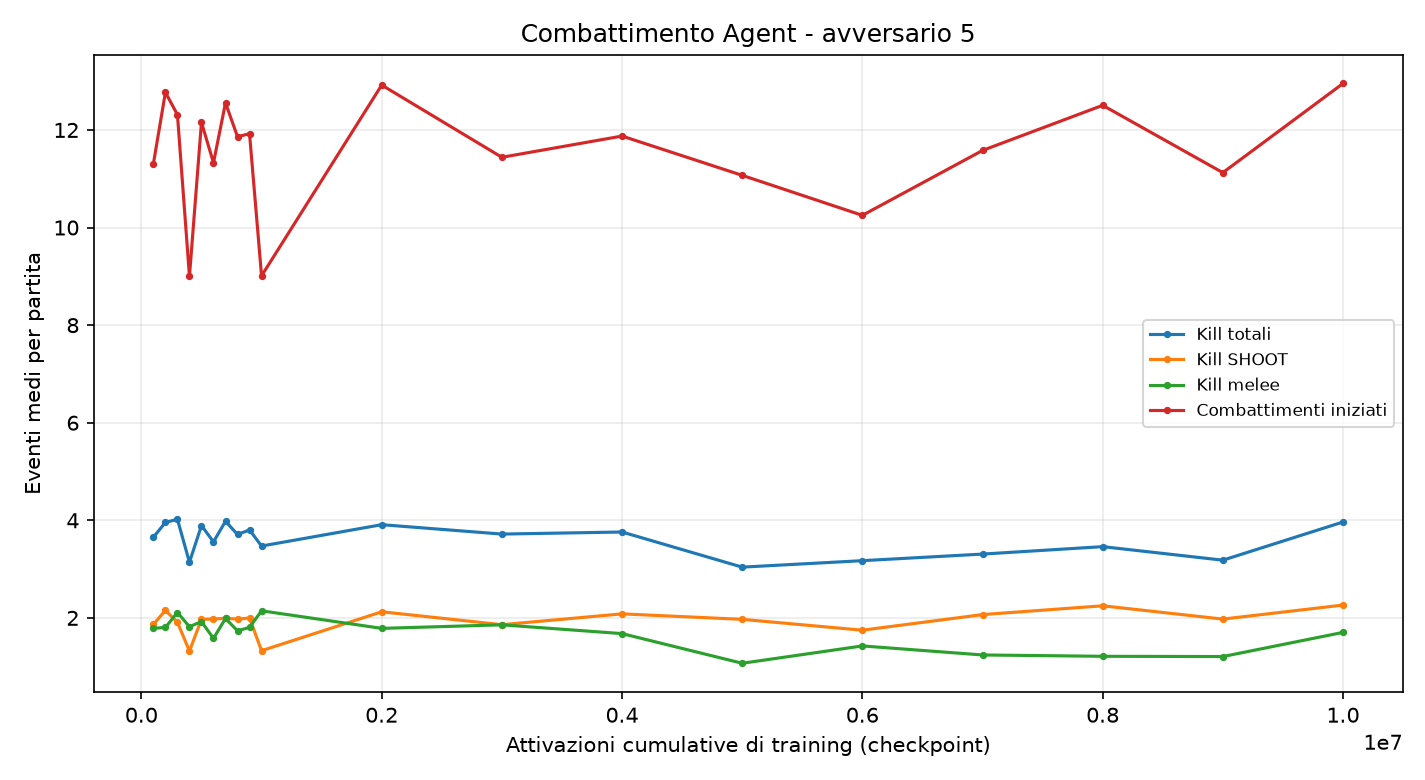 Combattimento Agent - avversario 5
Eventi medi per partita
12
10
8
6
4
2
Kill totali
Kill SHOOT
Kill melee
Combattimenti iniziati
0.0 0.2 0.4 0.6 0.8 1.0
1e7
Attivazioni cumulative di training (checkpoint)